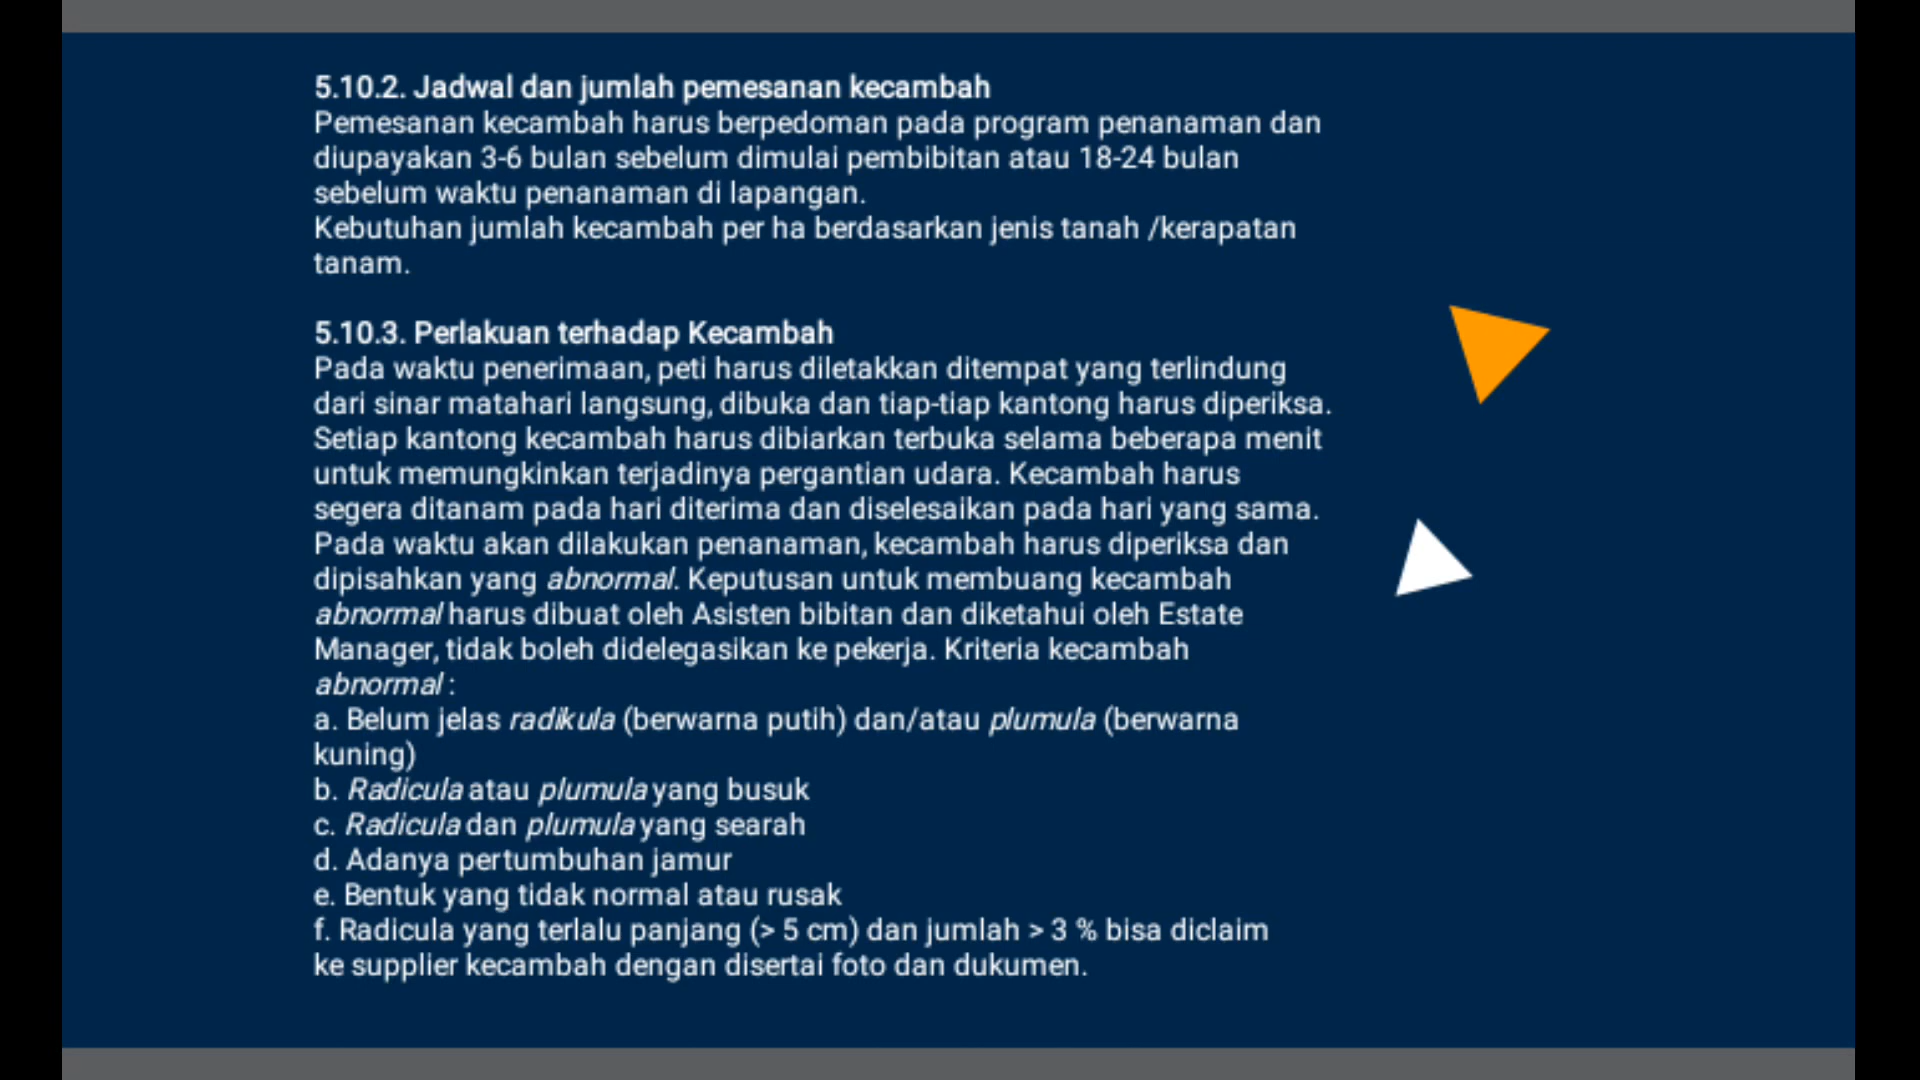 5.10.2. Jadwal dan jumlah pemesanan kecambah
Pemesanan kecambah harus berpedoman pada program penanaman dan
diupayakan 3-6 bulan sebelum dimulai pembibitan atau 18-24 bulan
sebelum waktu penanaman di lapangan.
Kebutuhan jumlah kecambah per ha berdasarkan jenis tanah /kerapatan
tanam.
5.10.3. Perlakuan terhadap Kecambah
Pada waktu penerimaan, peti harus diletakkan ditempat yang terlindung
dari sinar matahari langsung, dibuka dan tiap-tiap kantong harus diperiksa.
Setiap kantong kecambah harus dibiarkan terbuka selama beberapa menit
untuk memungkinkan terjadinya pergantian udara. Kecambah harus
segera ditanam pada hari diterima dan diselesaikan pada hari yang sama.
Pada waktu akan dilakukan penanaman, kecambah harus diperiksa dan
dipisahkan yang abnormal. Keputusan untuk membuang kecambah
abnormal harus dibuat oleh Asisten bibitan dan diketahui oleh Estate
Manager, tidak boleh didelegasikan ke pekerja. Kriteria kecambah
abnormal :
a. Belum jelas radikula (berwarna putih) dan/atau plumula (berwarna
kuning)
b. Radicula atau plumula yang busuk
c. Radicula dan plumula yang searah
d. Adanya pertumbuhan jamur
e. Bentuk yang tidak normal atau rusak
f. Radicula yang terlalu panjang (> 5 cm) dan jumlah > 3 % bisa diclaim
ke supplier kecambah dengan disertai foto dan dukumen.